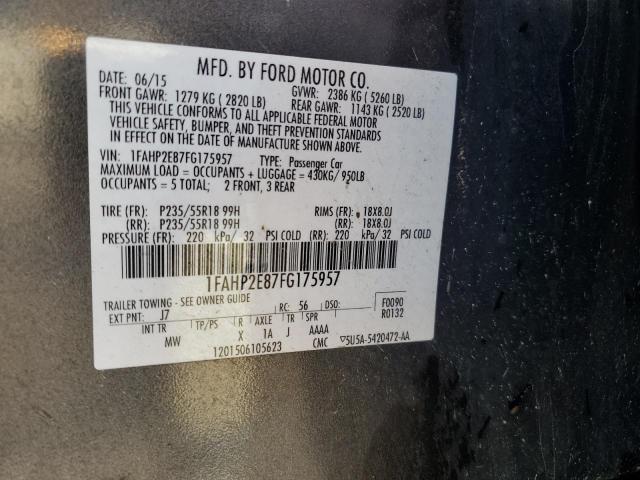 MFD. BY FORD MOTOR CO.
DATE: 06/15 GVWR: 2386 KG ( 5260 LB)
FRONT GAWR: 1279 KG ( 2820 LB) REAR GAWR: 1143 KG ( 2520 LB)
THIS VEHICLE CONFORMS TO ALL APPLICABLE FEDERAL MOTOR
VEHICLE SAFETY, BUMPER, AND THEFT PREVENTION STANDARDS
IN EFFECT ON THE DATE OF MANUFACTURE SHOWN ABOVE.
VIN: 1FAHP2E87FG175957 TYPE: Passenger Car
MAXIMUM LOAD = OCCUPANTS + LUGGAGE = 430KG/ 950LB
OCCUPANTS = 5 TOTAL; 2 FRONT, 3 REAR
TIRE (FR): P235/55R18 99H RIMS (FR): 18X8.0J
(RR): P235/55R18 99H (RR): 18X8.0J
PRESSURE (FR): 220 kPa/ 32 PSI COLD (RR): 220 kPa/ 32 PSI COLD
1FAHP2E87FG175957
TRAILER TOWING - SEE OWNER GUIDE
EXT PNT: J7 RC: 56 DSO: F0090
INT TR TP/PS R AXLE TR SPR R0132
MW X 1A J AAAA
1201506105623 CMC ▽5U5A-5420472-AA